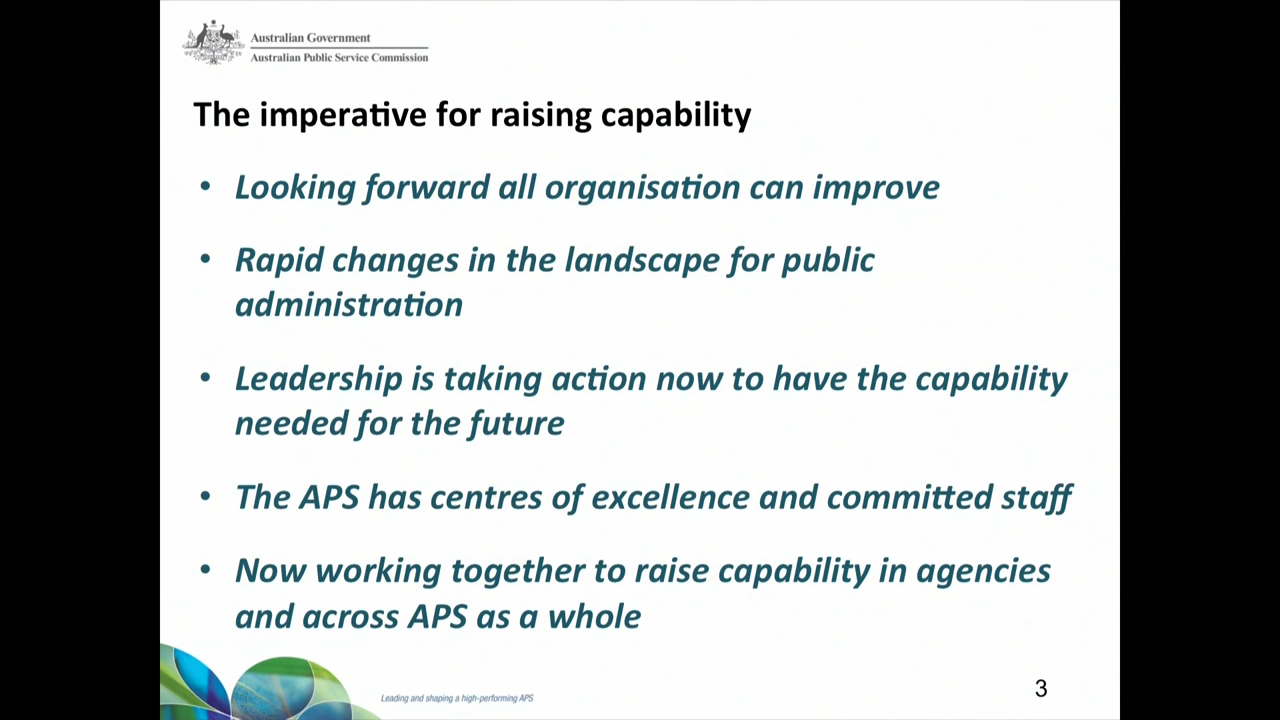 Australian Government
Australian Public Service Commission
The imperative for raising capability
• Looking forward all organisation can improve
• Rapid changes in the landscape for public
administration
• Leadership is taking action now to have the capability
needed for the future
• The APS has centres of excellence and committed staff
• Now working together to raise capability in agencies
and across APS as a whole
Leading and shaping a high-performing APS
3